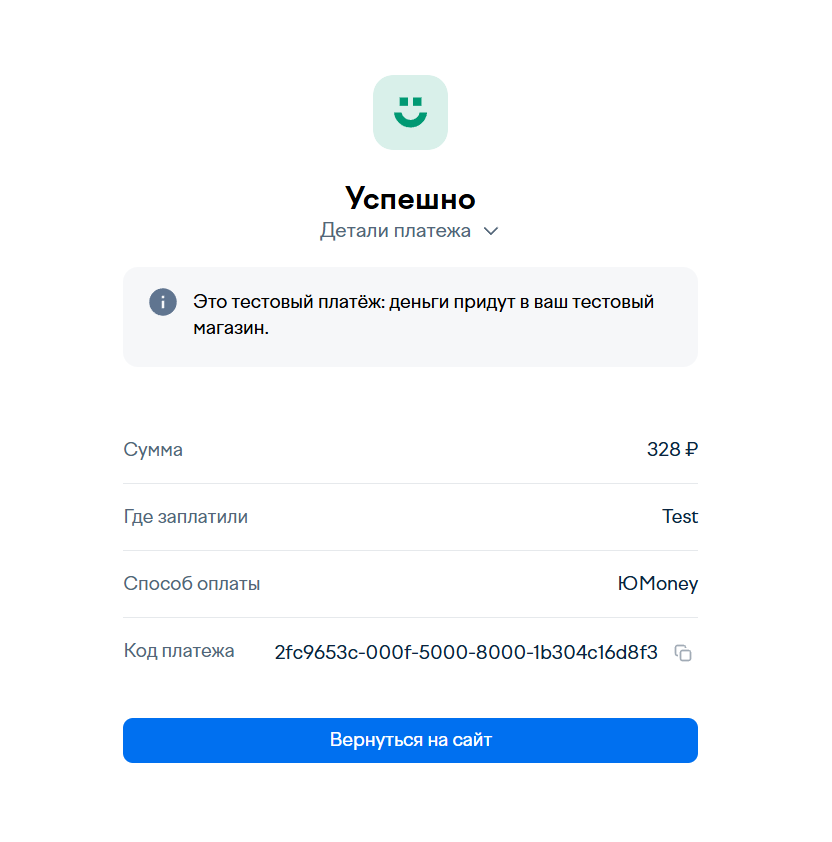 Успешно
Детали платежа
Это тестовый платёж: деньги придут в ваш тестовый
магазин.
Сумма 328 ₽
Где заплатили Test
Способ оплаты ЮMoney
Код платежа 2fc9653c-000f-5000-8000-1b304c16d8f3
Вернуться на сайт